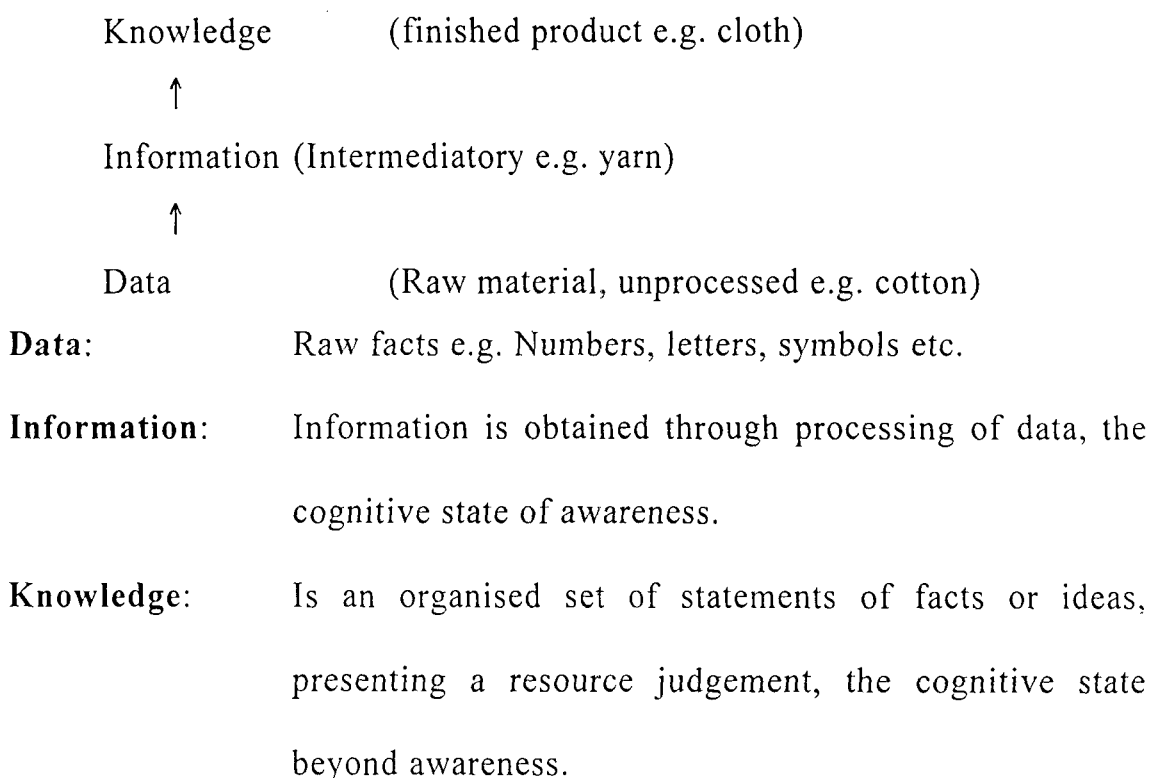 Knowledge (finished product e.g. cloth)
↑
Information (Intermediatory e.g. yarn)
↑
Data (Raw material, unprocessed e.g. cotton)
Data: Raw facts e.g. Numbers, letters, symbols etc.
Information: Information is obtained through processing of data, the
cognitive state of awareness.
Knowledge: Is an organised set of statements of facts or ideas,
presenting a resource judgement, the cognitive state
beyond awareness.